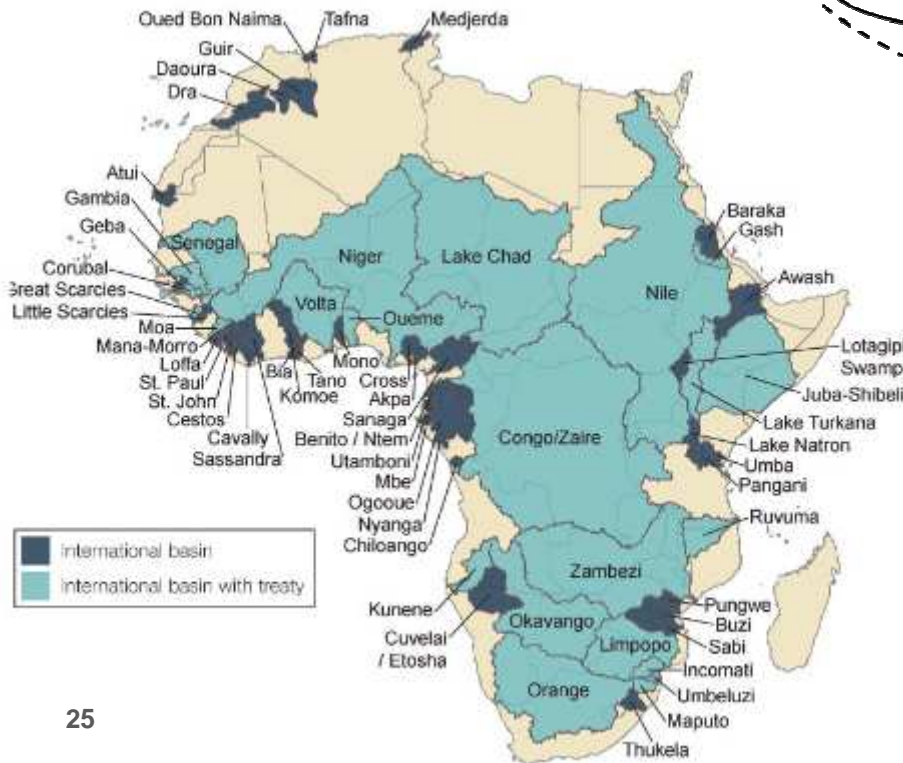 Oued Bon Naima
Tafna
Medjerda
Guir
Daoura
Dra
Atui
Gambia
Geba
Senegal
Corubal
Great Scarcies
Little Scarcies
Niger
Lake Chad
Baraka
Gash
Awash
Nile
Volta
Oueme
Moa
Mana-Morro
Loffa
St. Paul
St. John
Cestos
Cavally
Sassandra
Bia
Tano
Komoe
Mono
Cross
Akpa
Sanaga
Benito / Ntem
Utamboni
Mbe
Ogooue
Nyanga
Chiloango
Congo/Zaire
Lotagipi
Swamp
Juba-Shibeli
Lake Turkana
Lake Natron
Umba
Pangani
Ruvuma
International basin
International basin with treaty
Zambezi
Kunene
Cuvelai
/ Etosha
Okavango
Limpopo
Orange
Pungwe
Buzi
Sabi
Incomati
Umbeluzi
Maputo
Thukela
25